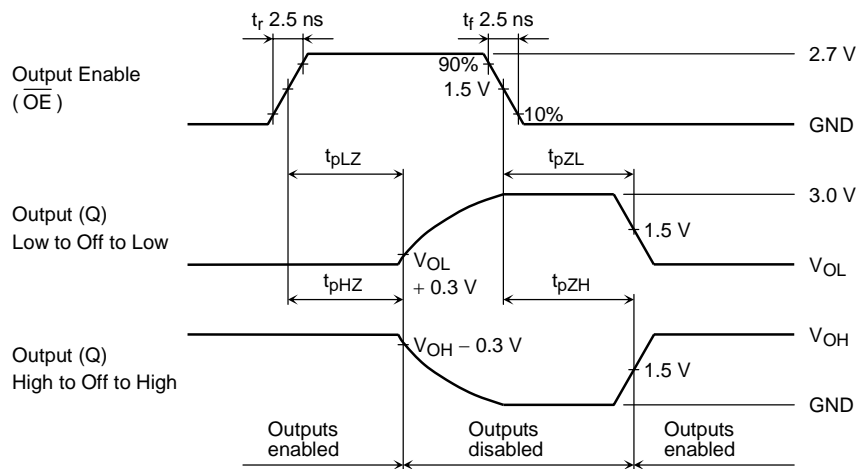 tr 2.5 ns
tf 2.5 ns
Output Enable
( OE )
90%
1.5 V
10%
2.7 V
GND
tpLZ
tpZL
Output (Q)
Low to Off to Low
3.0 V
1.5 V
VOL
VOL
+ 0.3 V
tpHZ
tpZH
Output (Q)
High to Off to High
VOH − 0.3 V
VOH
1.5 V
GND
Outputs
enabled
Outputs
disabled
Outputs
enabled